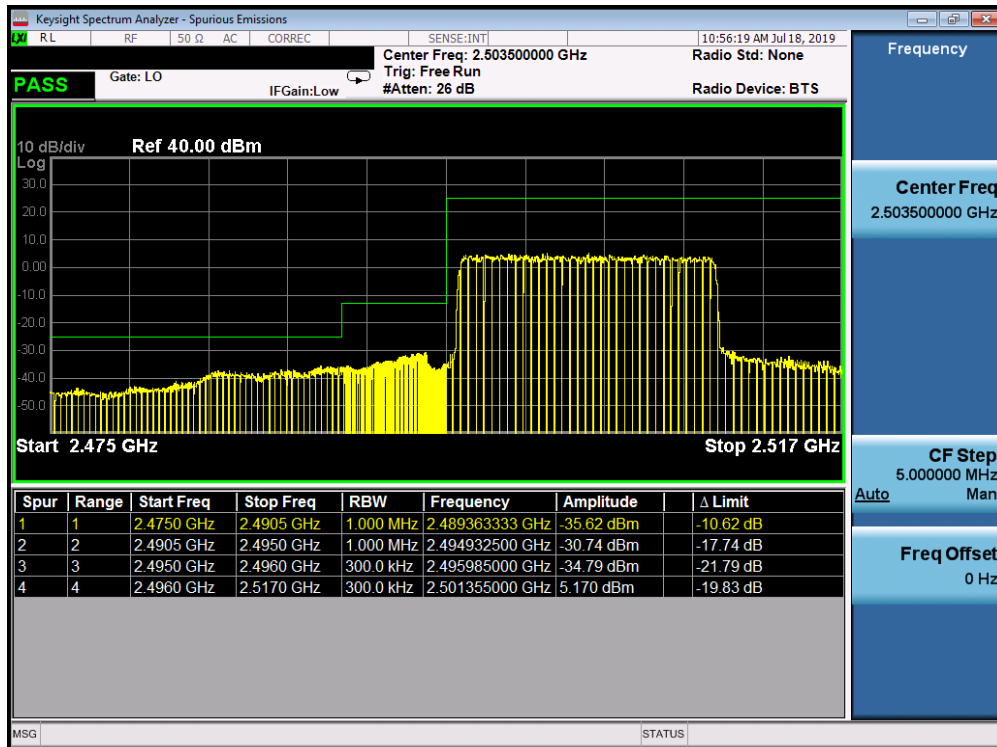 Keysight Spectrum Analyzer - Spurious Emissions
LXI RL RF 50 Ω AC CORREC SENSE:INT 10:56:19 AM Jul 18, 2019
Center Freq: 2.503500000 GHz Radio Std: None
PASS Gate: LO Trig: Free Run
IFGain:Low #Atten: 26 dB Radio Device: BTS
10 dB/div Ref 40.00 dBm
Log
30.0
20.0
10.0
0.00
-10.0
-20.0
-30.0
-40.0
-50.0
Start 2.475 GHz Stop 2.517 GHz
Spur Range Start Freq Stop Freq RBW Frequency Amplitude Δ Limit
1 1 2.4750 GHz 2.4905 GHz 1.000 MHz 2.489363333 GHz -35.62 dBm -10.62 dB
2 2 2.4905 GHz 2.4950 GHz 1.000 MHz 2.494932500 GHz -30.74 dBm -17.74 dB
3 3 2.4950 GHz 2.4960 GHz 300.0 kHz 2.495985000 GHz -34.79 dBm -21.79 dB
4 4 2.4960 GHz 2.5170 GHz 300.0 kHz 2.501355000 GHz 5.170 dBm -19.83 dB
MSG STATUS
Frequency
Center Freq
2.503500000 GHz
CF Step
5.000000 MHz
Auto Man
Freq Offset
0 Hz